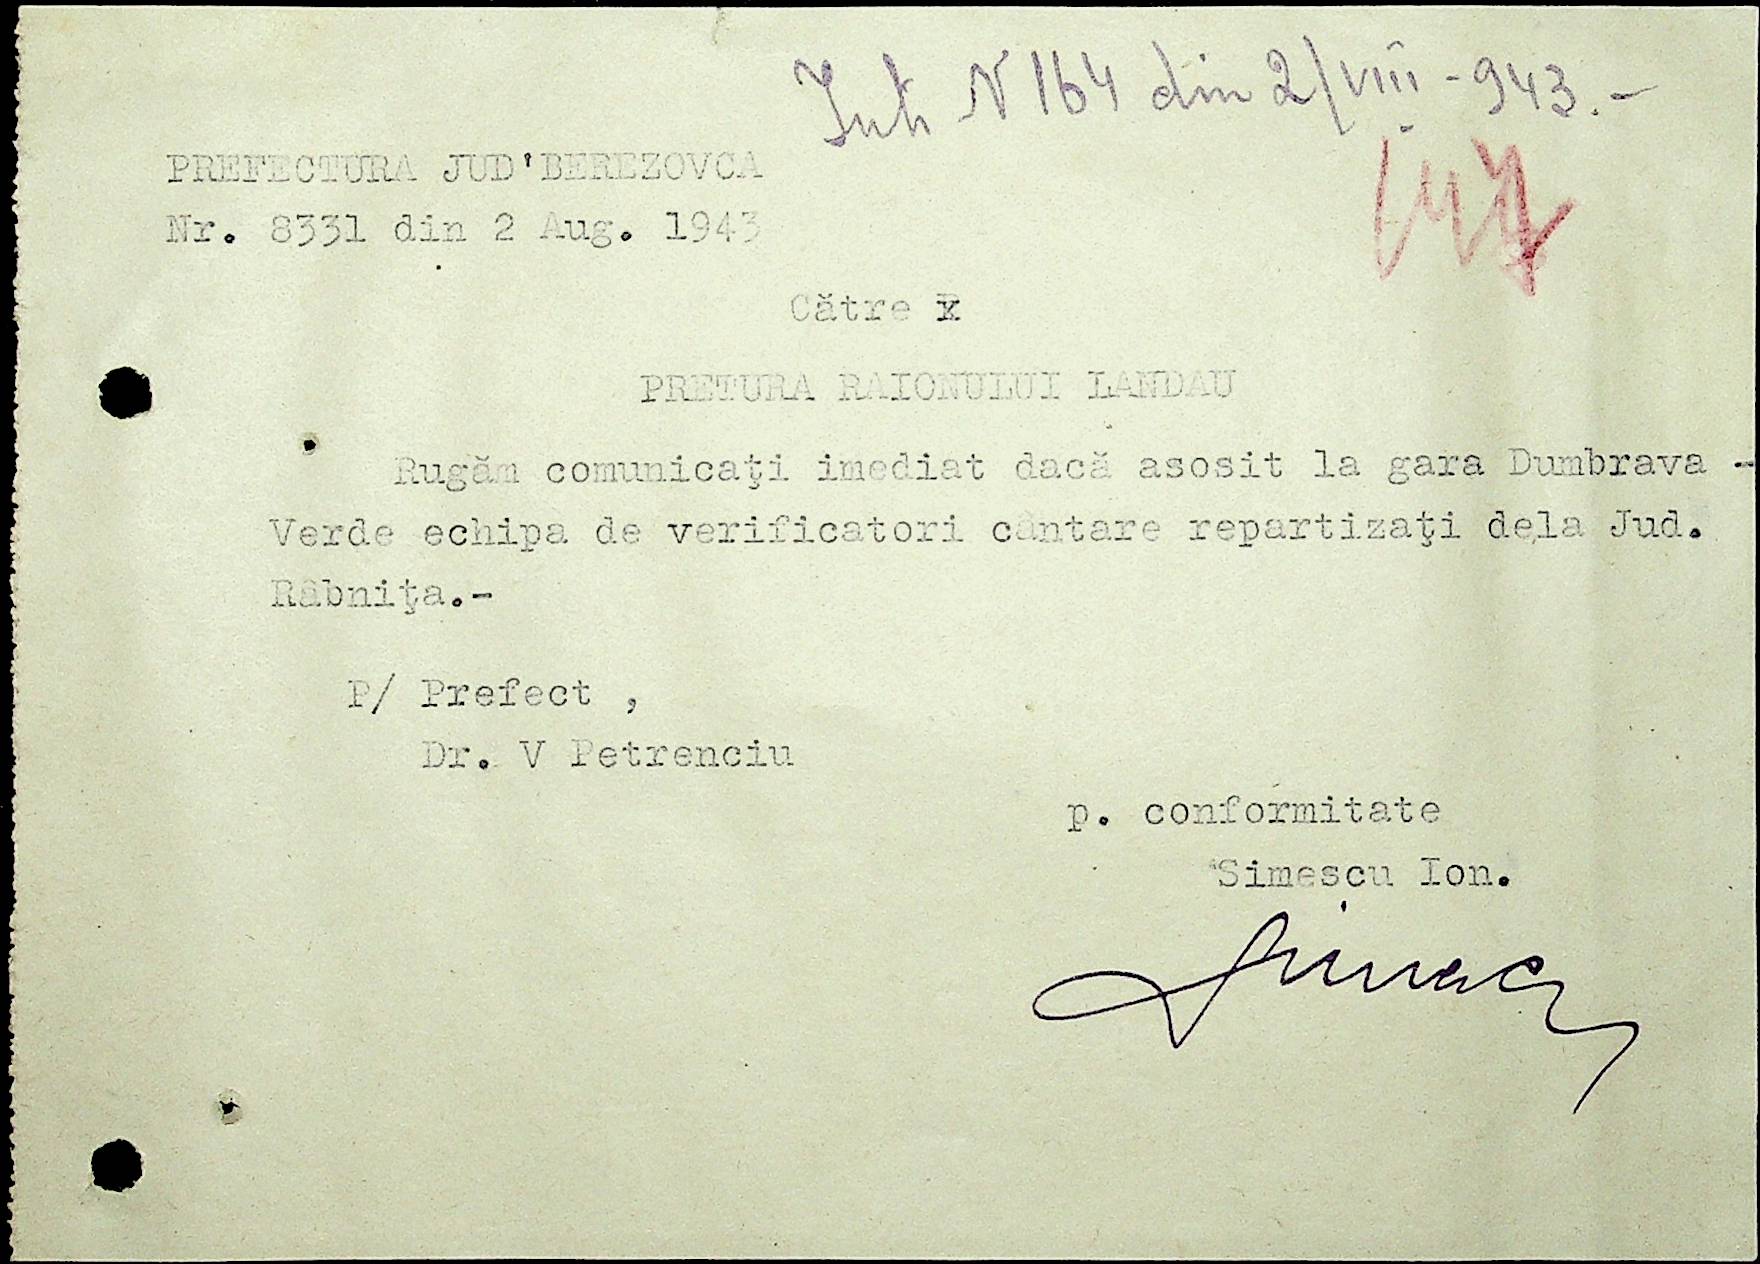 Int. N 164 din 2/VIII-943.-
PREFECTURA JUD'BEREZOVCA
Nr. 8331 din 2 Aug. 1943
Către
PRETURA RAIONULUI LANDAU
Rugăm comunicaţi imediat dacă asosit la gara Dumbrava -
Verde echipa de verificatori cântare repartizaţi dela Jud.
Râbniţa.-
P/ Prefect ,
Dr. V Petrenciu
p. conformitate
Simescu Ion.